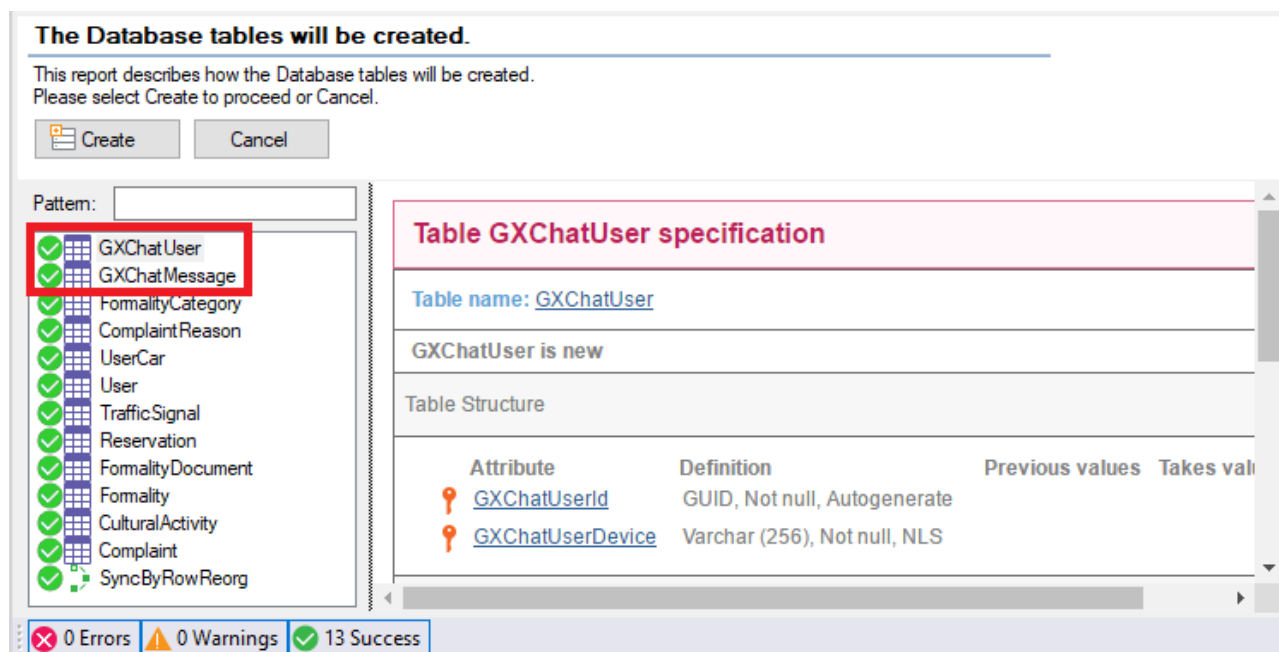 The Database tables will be created.
This report describes how the Database tables will be created.
Please select Create to proceed or Cancel.
Create Cancel
Pattern:
GXChatUser
GXChatMessage
FormalityCategory
ComplaintReason
UserCar
User
TrafficSignal
Reservation
FormalityDocument
Formality
CulturalActivity
Complaint
SyncByRowReorg
Table GXChatUser specification
Table name: GXChatUser
GXChatUser is new
Table Structure
Attribute Definition Previous values Takes val
GXChatUserId GUID, Not null, Autogenerate
GXChatUserDevice Varchar (256), Not null, NLS
0 Errors 0 Warnings 13 Success